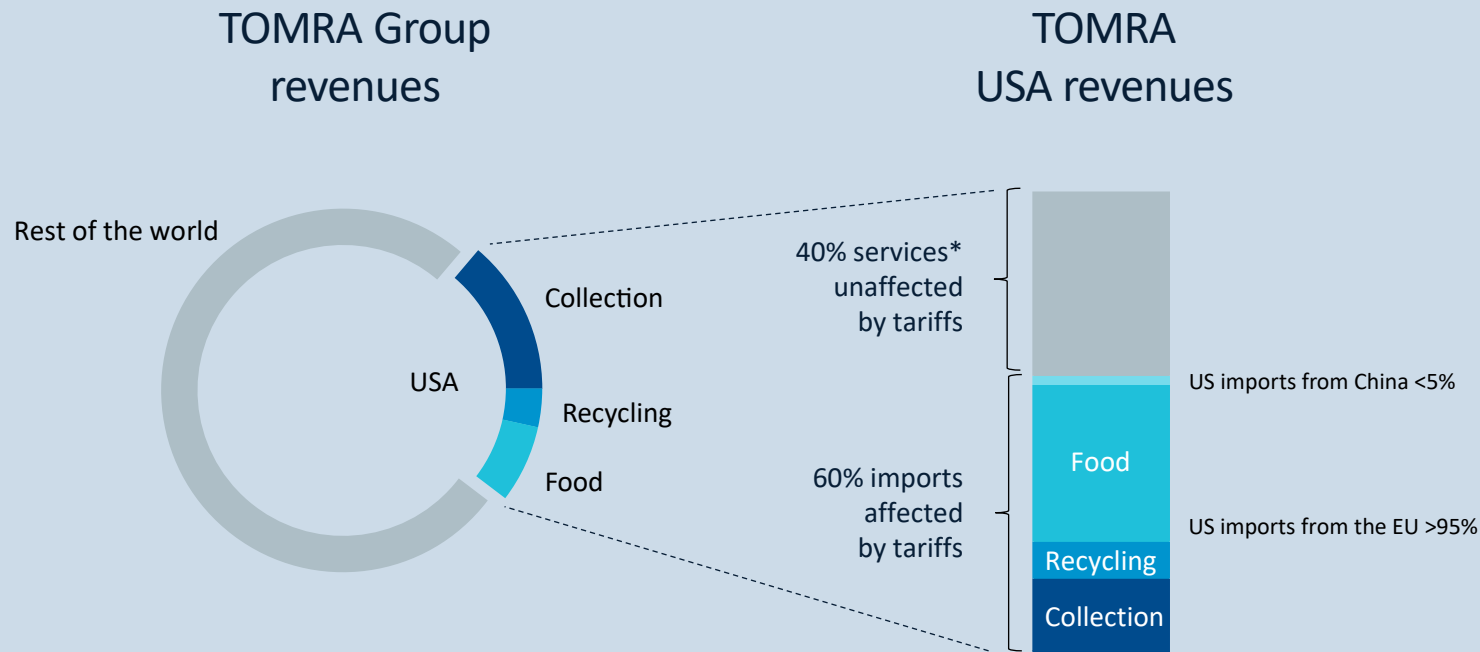 TOMRA Group
revenues
TOMRA
USA revenues
Rest of the world
Collection
USA
Recycling
Food
40% services*
unaffected
by tariffs
60% imports
affected
by tariffs
Food
Recycling
Collection
US imports from China <5%
US imports from the EU >95%